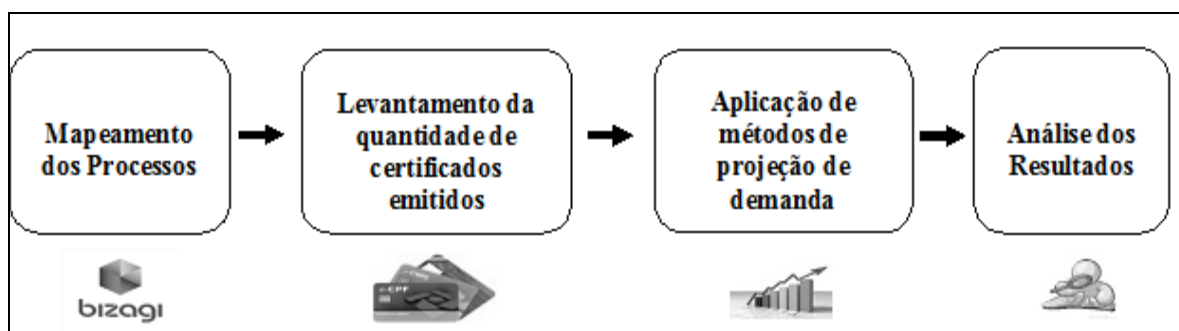 Mapeamento
dos Processos
Levantamento da
quantidade de
certificados
emitidos
Aplicação de
métodos de
projeção de
demanda
Análise dos
Resultados
bizagi
e-CPF